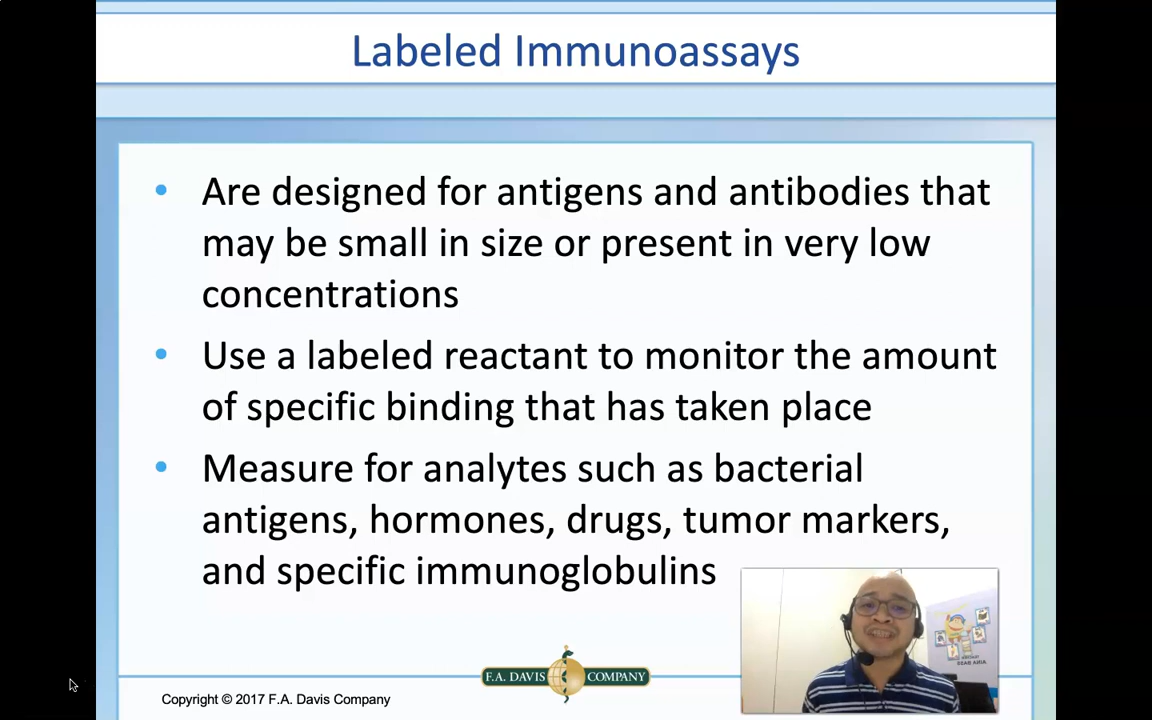 Labeled Immunoassays
• Are designed for antigens and antibodies that
may be small in size or present in very low
concentrations
• Use a labeled reactant to monitor the amount
of specific binding that has taken place
• Measure for analytes such as bacterial
antigens, hormones, drugs, tumor markers,
and specific immunoglobulins
F.A. DAVIS COMPANY
Copyright © 2017 F.A. Davis Company